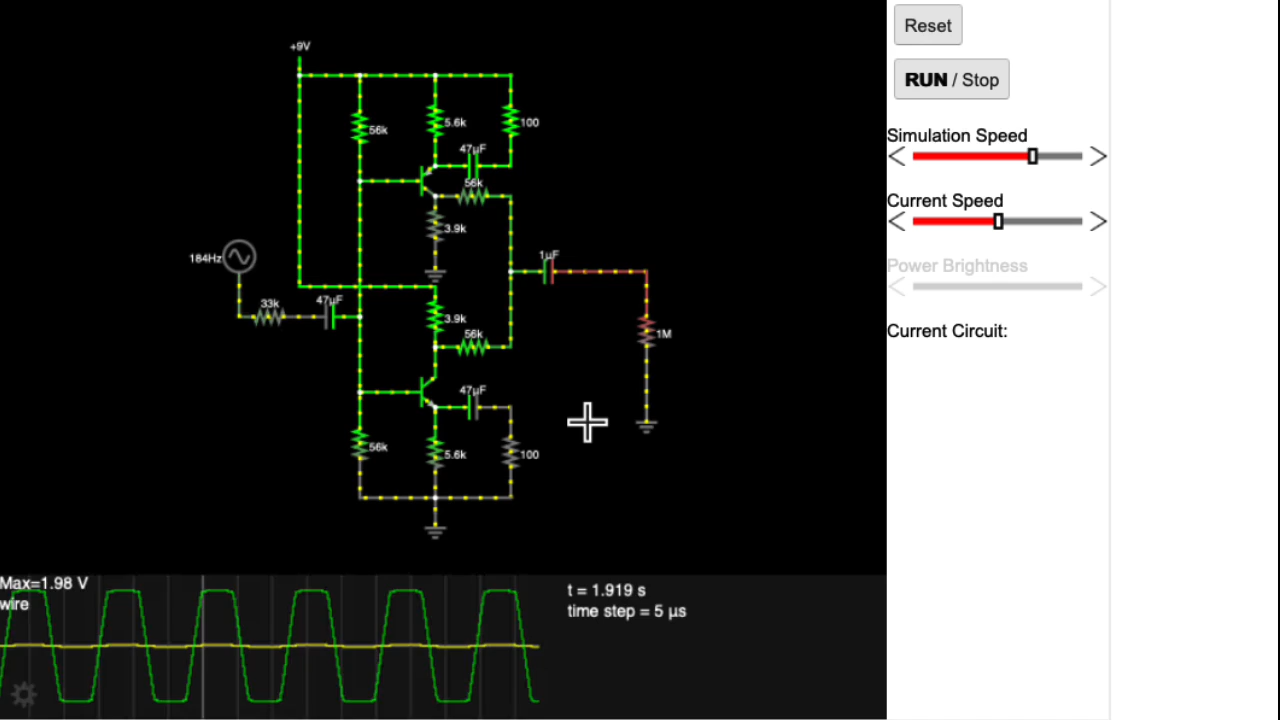 +9V
56k
5.6k
100
47µF
56k
3.9k
184Hz
33k
47µF
1µF
3.9k
56k
1M
47µF
56k
5.6k
100
Max=1.98 V
wire
t = 1.919 s
time step = 5 µs
Reset
RUN / Stop
Simulation Speed
Current Speed
Power Brightness
Current Circuit: